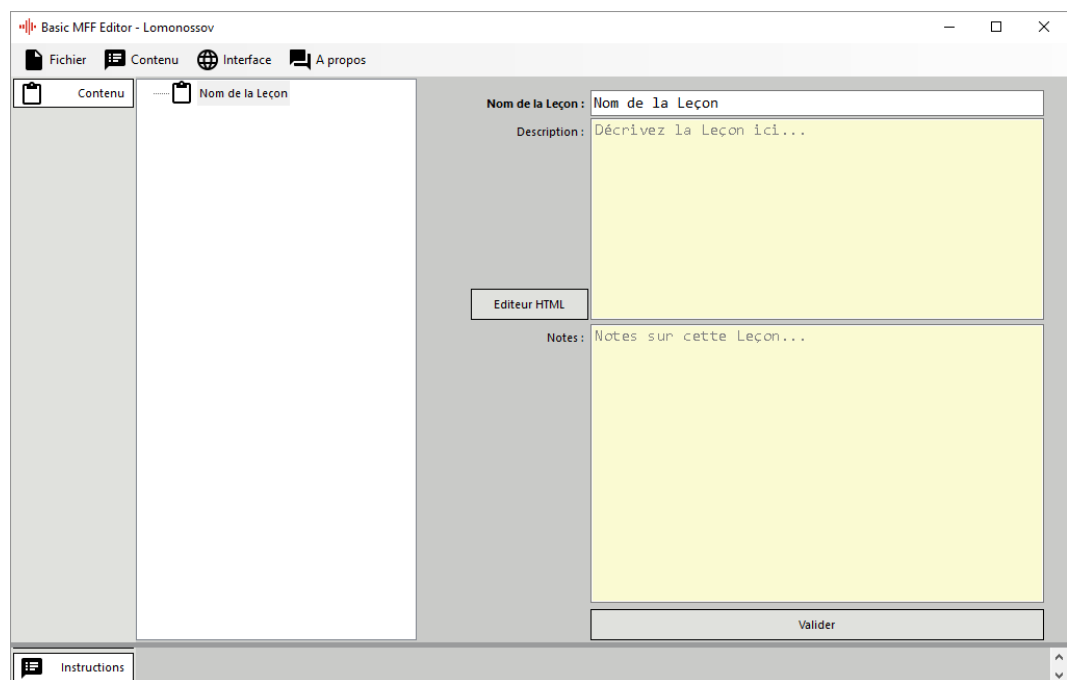 Basic MFF Editor - Lomonossov
Fichier Contenu Interface A propos
Contenu
Nom de la Leçon
Nom de la Leçon : Nom de la Leçon
Description : Décrivez la Leçon ici...
Editeur HTML
Notes : Notes sur cette Leçon...
Valider
Instructions